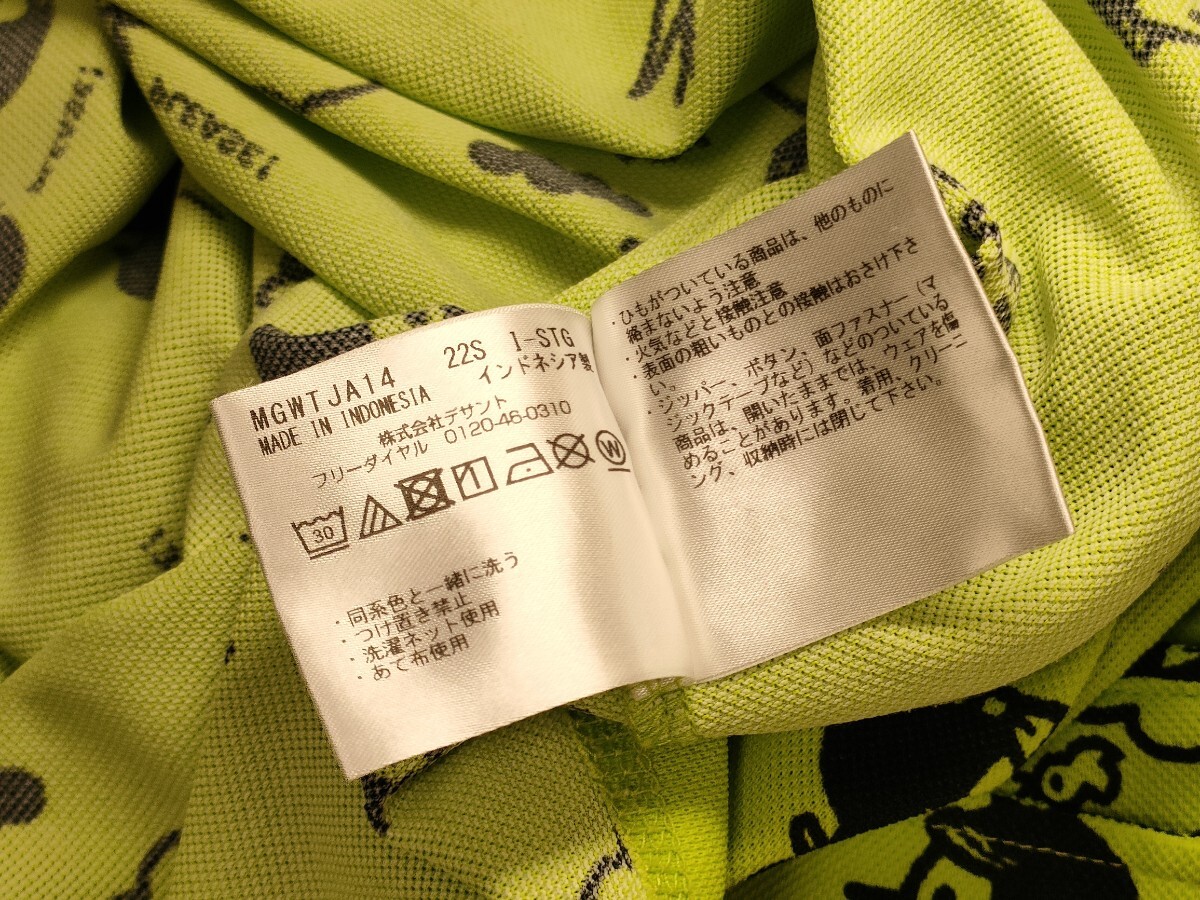 MGWTJA14 22S I-STG
MADE IN INDONESIA インドネシア製
株式会社デサント
フリーダイヤル 0120-46-0310
30
W
・同系色と一緒に洗う
・つけ置き禁止
・洗濯ネット使用
・あて布使用
・ひもがついている商品は、他のものに
絡まないよう注意
・火気などと接触注意
・表面の粗いものとの接触はおさけ下さ
い。
・ジッパー、ボタン、面ファスナー（マ
ジックテープなど）などのついている
商品は、開いたままでは、ウェアを傷
めることがあります。着用、クリーニ
ング、収納時には閉じて下さい。